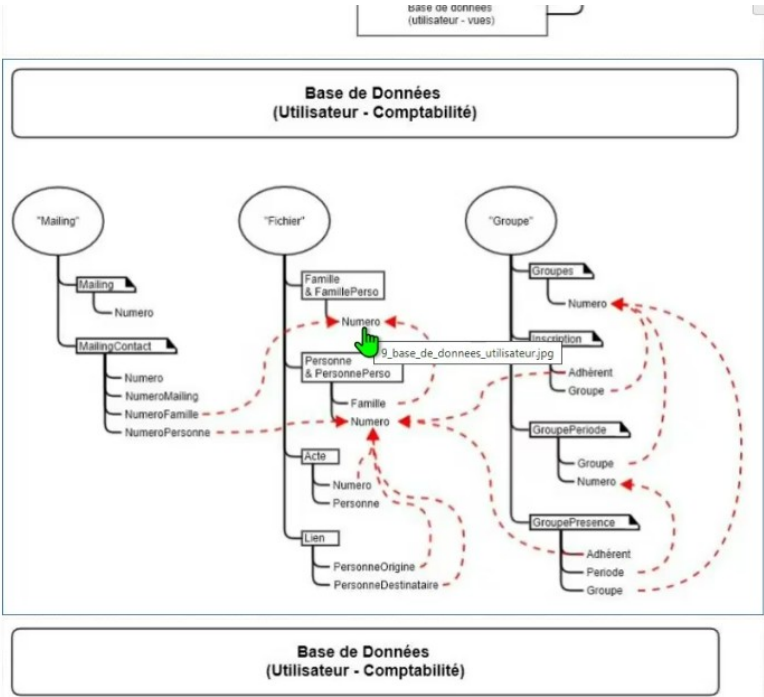 Base de données
(utilisateur - vues)
Base de Données
(Utilisateur - Comptabilité)
"Mailing"
Mailing
Numero
MailingContact
Numero
NumeroMailing
NumeroFamille
NumeroPersonne
"Fichier"
Famille
& FamillePerso
Numero
9_base_de_donnees_utilisateur.jpg
Personne
& PersonnePerso
Famille
Numero
Acte
Numero
Personne
Lien
PersonneOrigine
PersonneDestinataire
"Groupe"
Groupes
Numero
Inscription
Adhérent
Groupe
GroupePeriode
Groupe
Numero
GroupePresence
Adhérent
Periode
Groupe
Base de Données
(Utilisateur - Comptabilité)